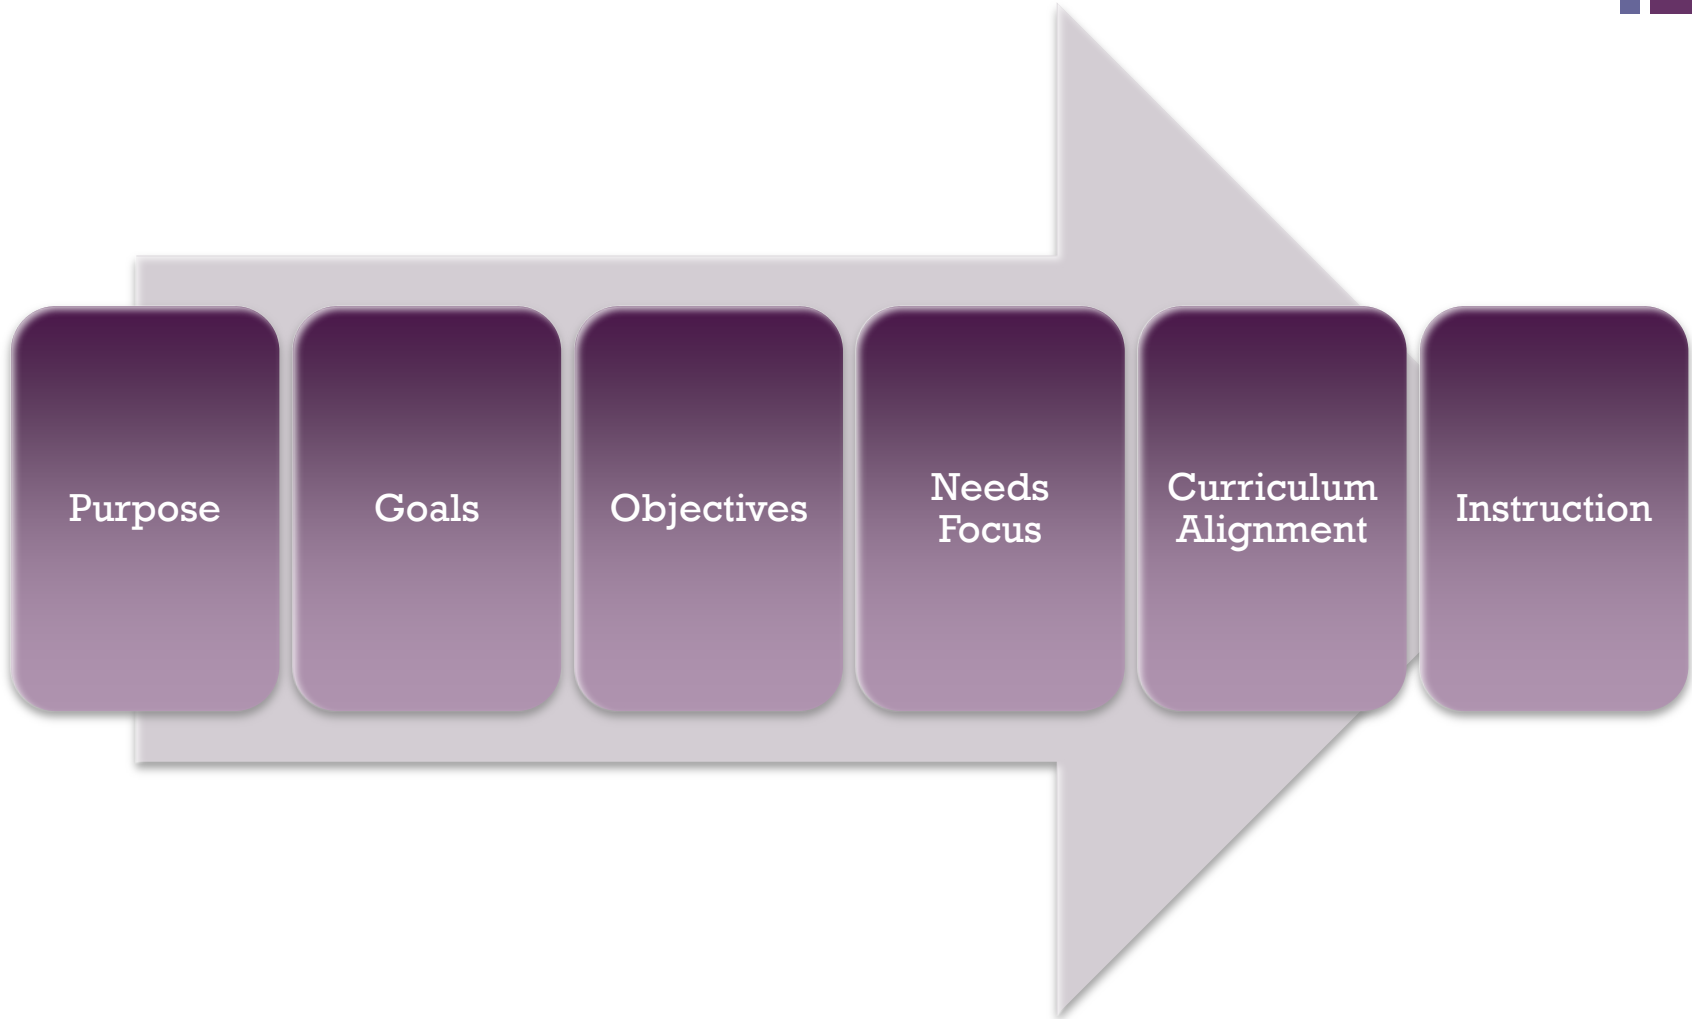 Purpose
Goals
Objectives
Needs
Focus
Curriculum
Alignment
Instruction